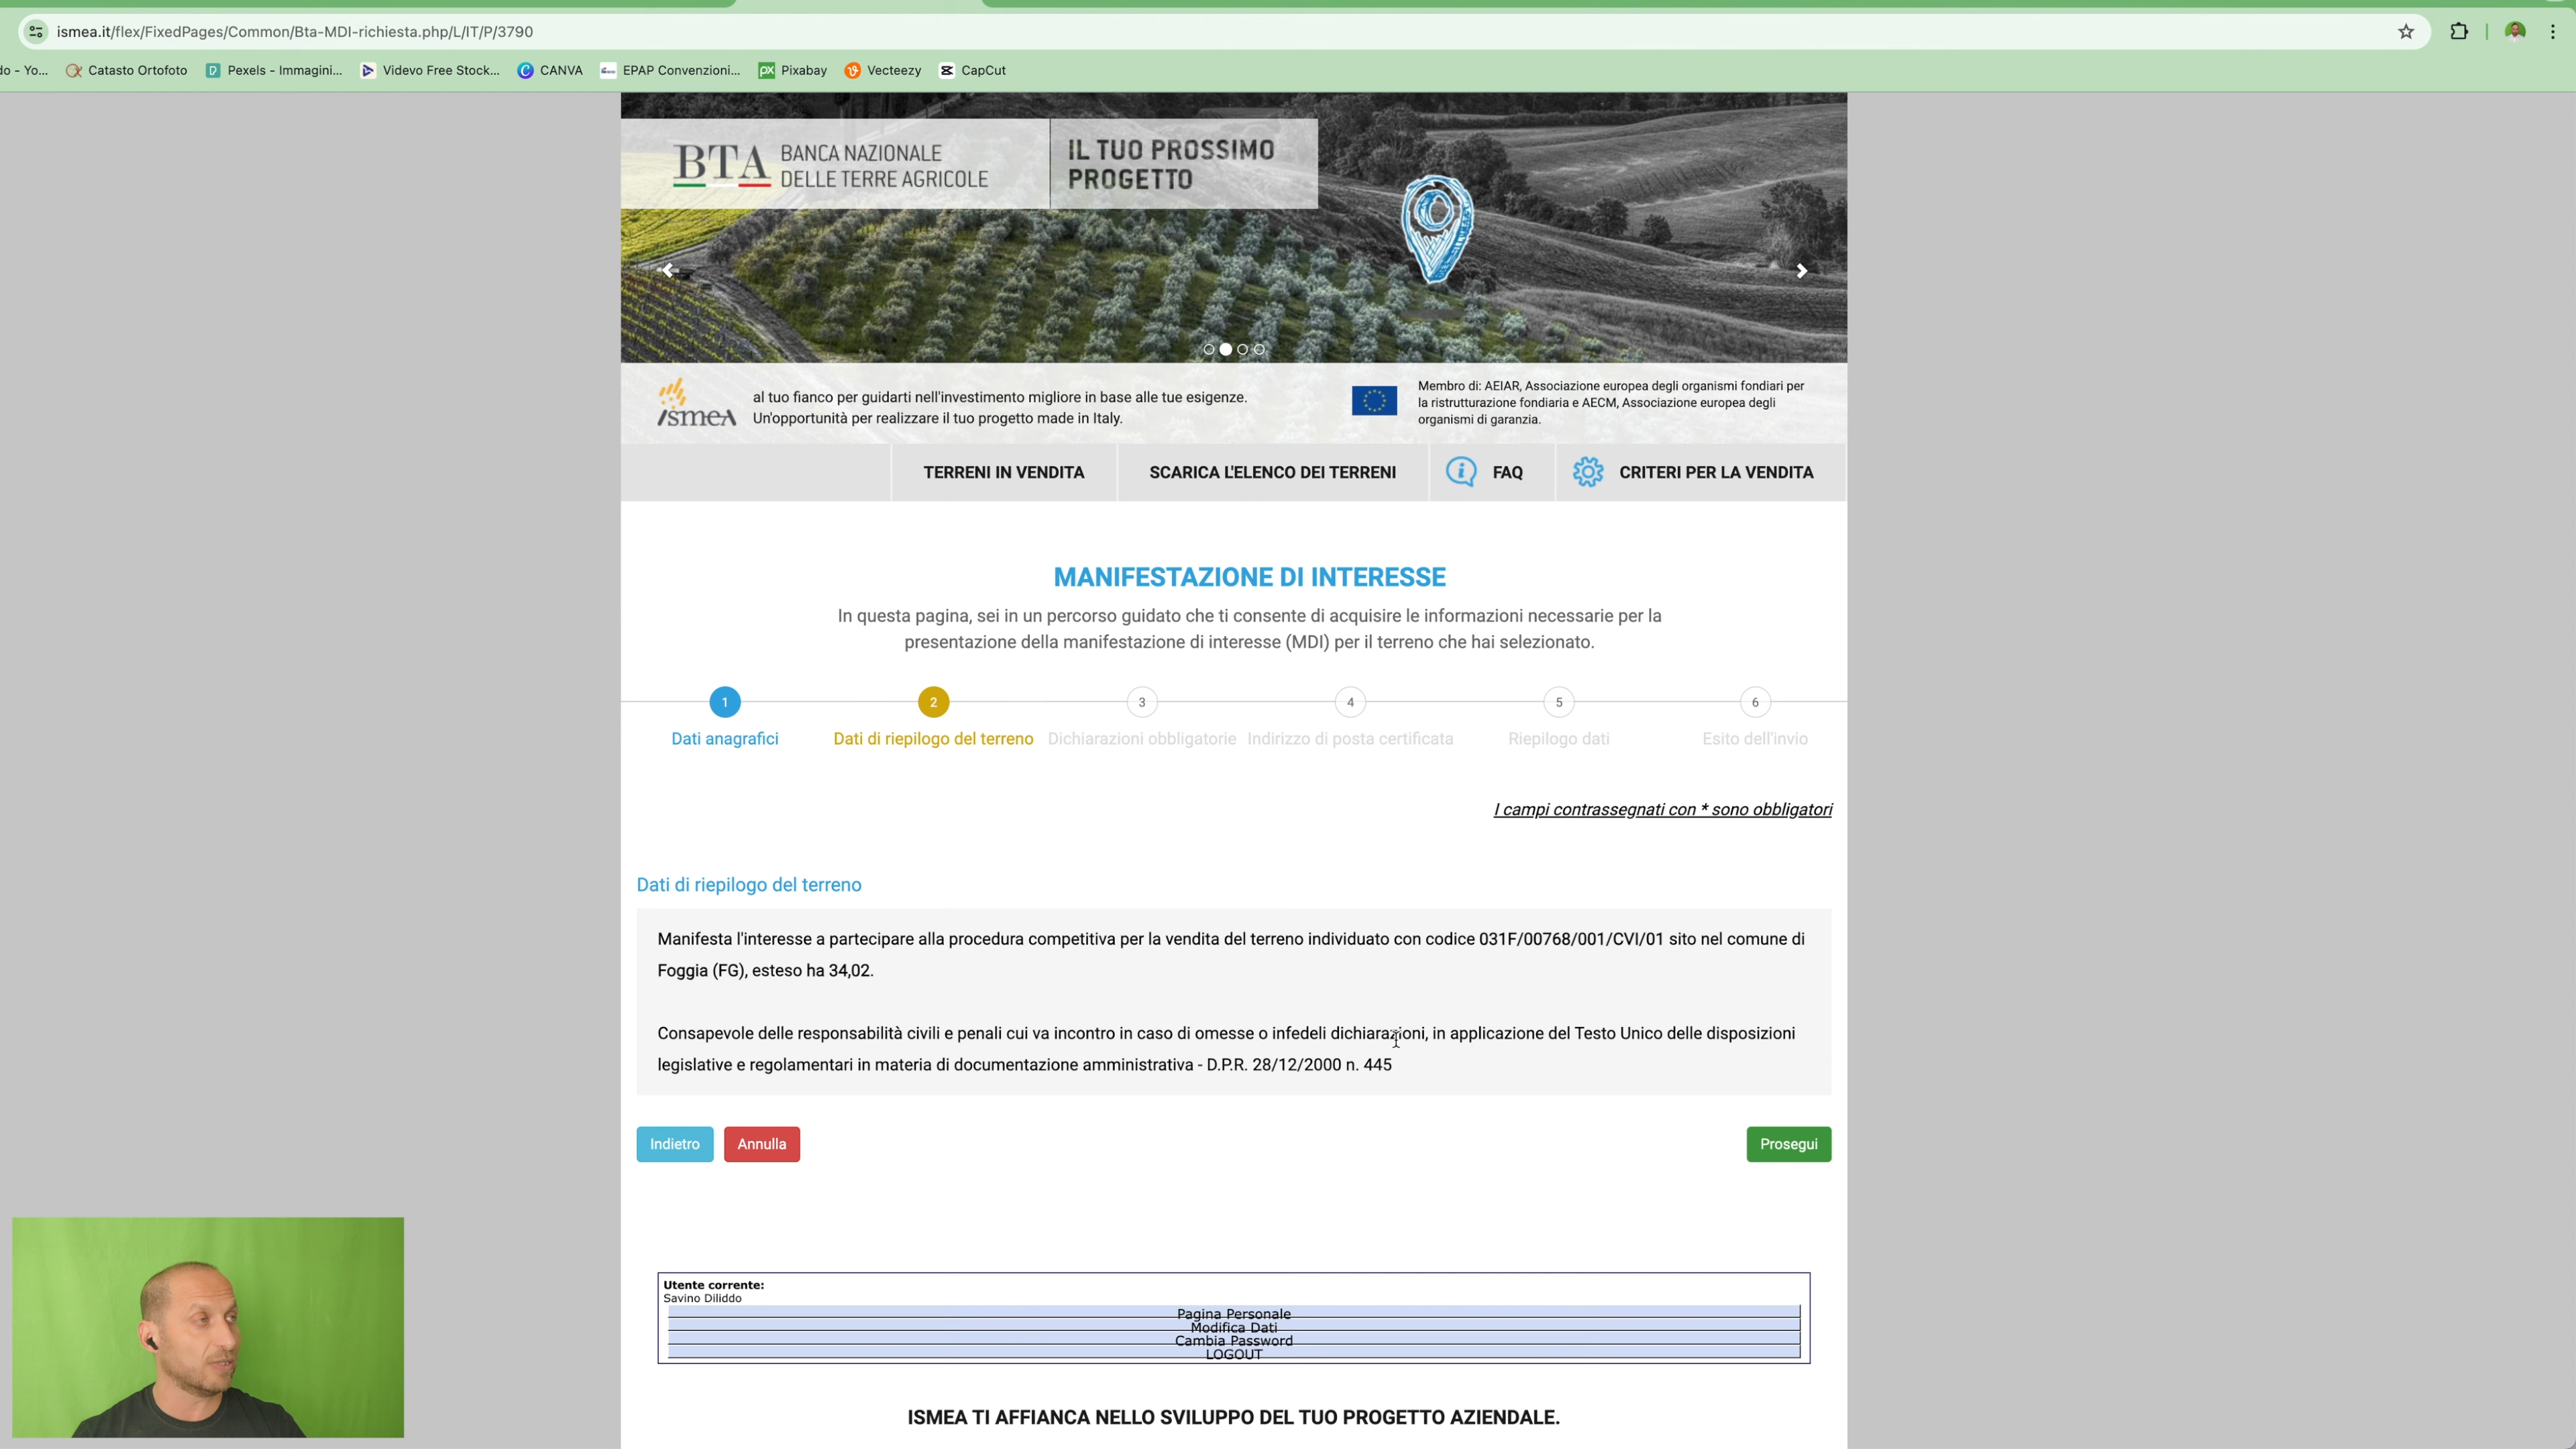 ismea.it/flex/FixedPages/Common/Bta-MDI-richiesta.php/L/IT/P/3790
do - Yo...
Catasto Ortofoto
Pexels - Immagini...
Videvo Free Stock...
CANVA
EPAP Convenzioni...
Pixabay
Vecteezy
CapCut
BTA
BANCA NAZIONALE
DELLE TERRE AGRICOLE
IL TUO PROSSIMO
PROGETTO
ismea
al tuo fianco per guidarti nell'investimento migliore in base alle tue esigenze.
Un'opportunità per realizzare il tuo progetto made in Italy.
Membro di: AEIAR, Associazione europea degli organismi fondiari per
la ristrutturazione fondiaria e AECM, Associazione europea degli
organismi di garanzia.
TERRENI IN VENDITA
SCARICA L'ELENCO DEI TERRENI
FAQ
CRITERI PER LA VENDITA
MANIFESTAZIONE DI INTERESSE
In questa pagina, sei in un percorso guidato che ti consente di acquisire le informazioni necessarie per la
presentazione della manifestazione di interesse (MDI) per il terreno che hai selezionato.
1
2
3
4
5
6
Dati anagrafici
Dati di riepilogo del terreno
Dichiarazioni obbligatorie
Indirizzo di posta certificata
Riepilogo dati
Esito dell'invio
I campi contrassegnati con * sono obbligatori
Dati di riepilogo del terreno
Manifesta l'interesse a partecipare alla procedura competitiva per la vendita del terreno individuato con codice 031F/00768/001/CVI/01 sito nel comune di
Foggia (FG), esteso ha 34,02.
Consapevole delle responsabilità civili e penali cui va incontro in caso di omesse o infedeli dichiarazioni, in applicazione del Testo Unico delle disposizioni
legislative e regolamentari in materia di documentazione amministrativa - D.P.R. 28/12/2000 n. 445
Indietro
Annulla
Prosegui
Utente corrente:
Savino Diliddo
Pagina Personale
Modifica Dati
Cambia Password
LOGOUT
ISMEA TI AFFIANCA NELLO SVILUPPO DEL TUO PROGETTO AZIENDALE.